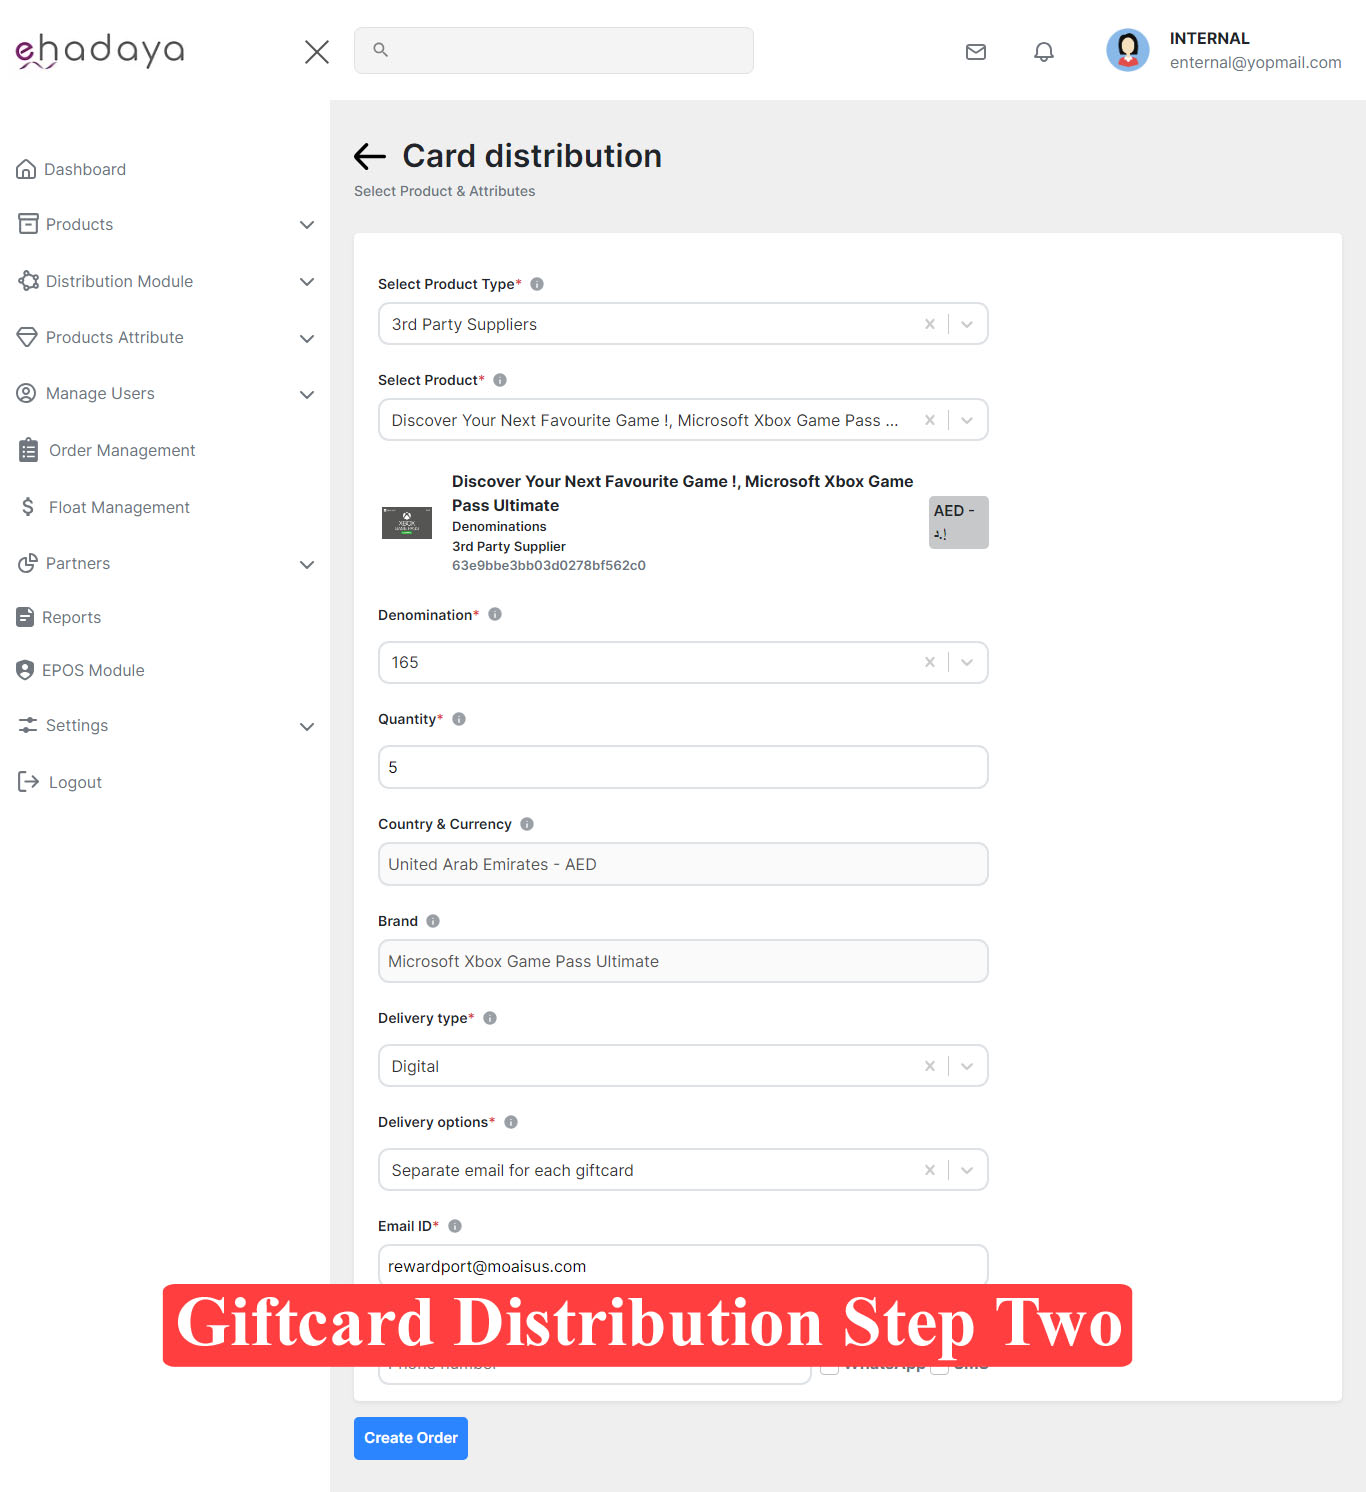 ehadaya
INTERNAL
enternal@yopmail.com
Dashboard
Products
Distribution Module
Products Attribute
Manage Users
Order Management
Float Management
Partners
Reports
EPOS Module
Settings
Logout
Card distribution
Select Product & Attributes
Select Product Type*
3rd Party Suppliers
Select Product*
Discover Your Next Favourite Game !, Microsoft Xbox Game Pass ...
Discover Your Next Favourite Game !, Microsoft Xbox Game
Pass Ultimate
Denominations
3rd Party Supplier
63e9bbe3bb03d0278bf562c0
XBOX
AED -
د.إ
Denomination*
165
Quantity*
5
Country & Currency
United Arab Emirates - AED
Brand
Microsoft Xbox Game Pass Ultimate
Delivery type*
Digital
Delivery options*
Separate email for each giftcard
Email ID*
rewardport@moaisus.com
Giftcard Distribution Step Two
Phone number
WhatsApp
SMS
Create Order